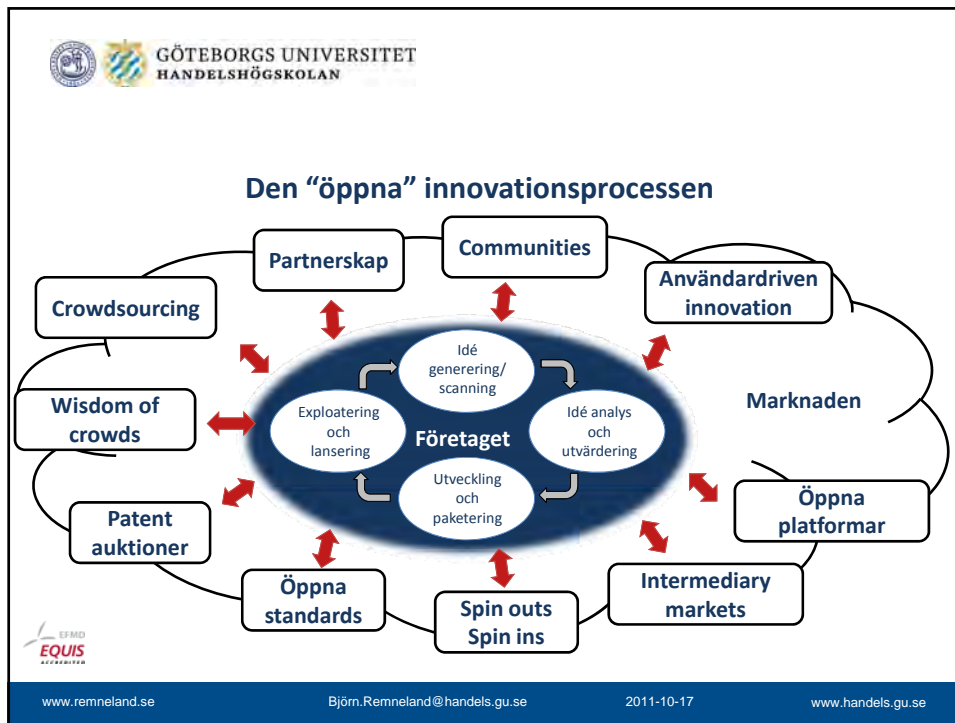 GÖTEBORGS UNIVERSITET
HANDELSHÖGSKOLAN
Den “öppna” innovationsprocessen
Communities
Partnerskap
Användardriven
innovation
Crowdsourcing
Idé
generering/
scanning
Wisdom of
crowds
Exploatering
och
lansering
Företaget
Idé analys
och
utvärdering
Marknaden
Utveckling
och
paketering
Patent
auktioner
Öppna
platformar
Öppna
standards
Spin outs
Spin ins
Intermediary
markets
EFMD
EQUIS
ACCREDITED
www.remneland.se
Björn.Remneland@handels.gu.se
2011-10-17
www.handels.gu.se